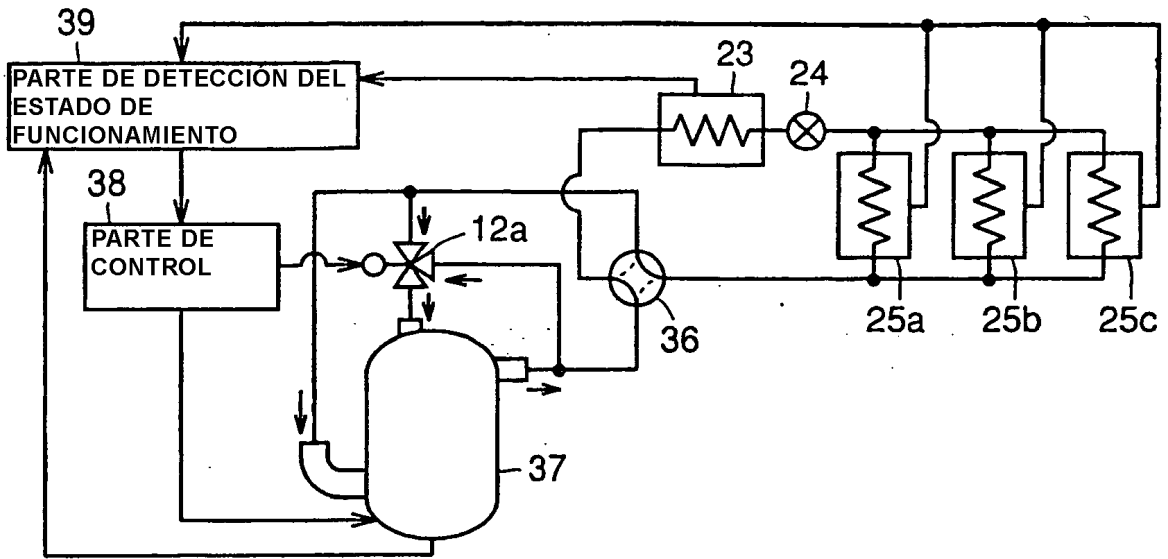 39
PARTE DE DETECCIÓN DEL
ESTADO DE
FUNCIONAMIENTO
23
24
38
PARTE DE
CONTROL
12a
36
25a
25b
25c
37